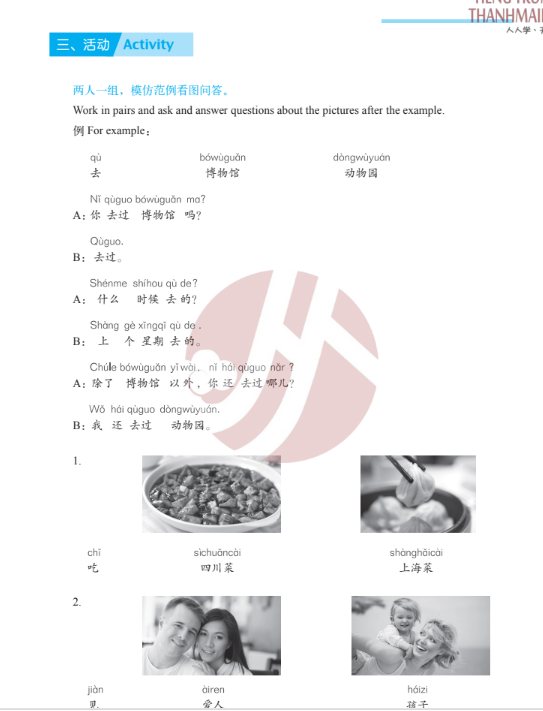 THANHMAI
人人学·
三、活动 Activity
两人一组，模仿范例看图问答。
Work in pairs and ask and answer questions about the pictures after the example.
例 For example：
qù bówùguǎn dòngwùyuán
去 博物馆 动物园
Nǐ qùguo bówùguǎn ma?
A：你 去过 博物馆 吗？
Qùguo.
B：去过。
Shénme shíhou qù de?
A：什么 时候 去 的？
Shàng gè xīngqī qù de.
B：上 个 星期 去 的。
Chúle bówùguǎn yǐwài, nǐ hái qùguo nǎr?
A：除了 博物馆 以外，你 还 去过 哪儿？
Wǒ hái qùguo dòngwùyuán.
B：我 还 去过 动物园。
1.
chī sìchuāncài shànghǎicài
吃 四川菜 上海菜
2.
jiàn àiren háizi
见 爱人 孩子